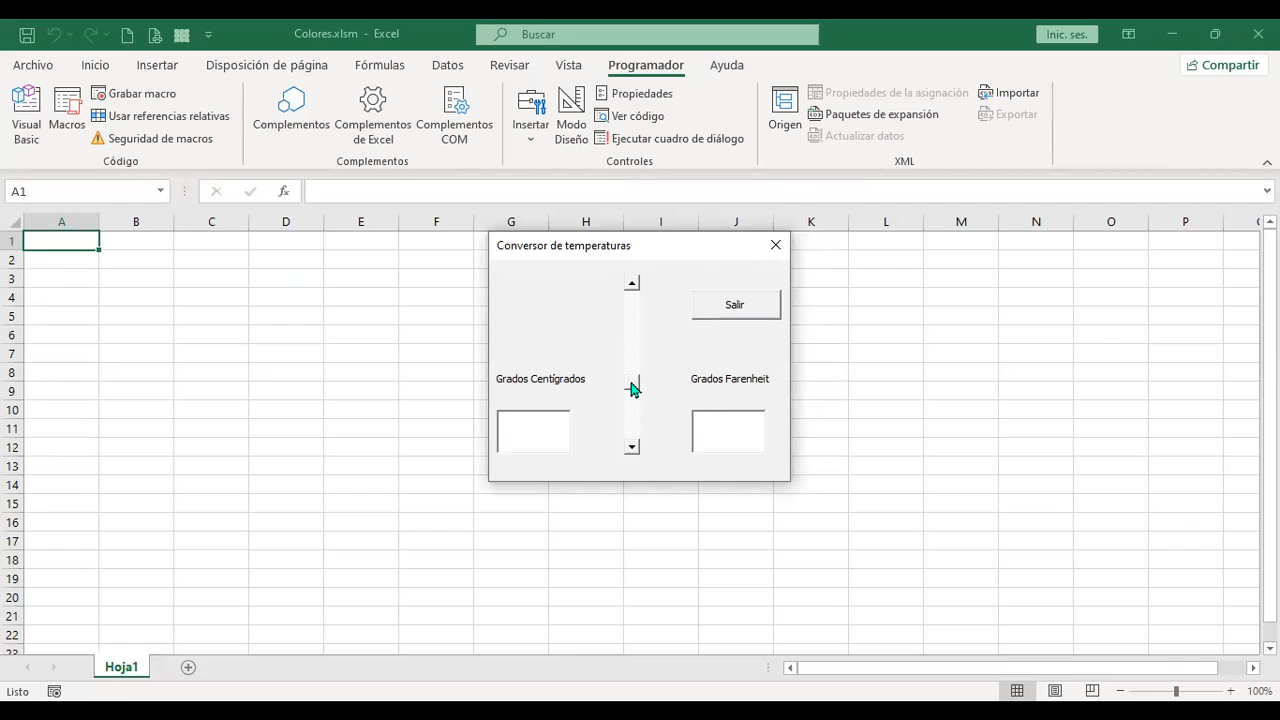 Colores.xlsm - Excel
Buscar
Inic. ses.
Archivo Inicio Insertar Disposición de página Fórmulas Datos Revisar Vista Programador Ayuda
Compartir
Visual Basic
Macros
Grabar macro
Usar referencias relativas
Seguridad de macros
Código
Complementos
Complementos de Excel
Complementos COM
Complementos
Insertar
Modo Diseño
Propiedades
Ver código
Ejecutar cuadro de diálogo
Controles
Origen
Propiedades de la asignación
Paquetes de expansión
Actualizar datos
Importar
Exportar
XML
A1
fx
A B C D E F G H I J K L M N O P
1
2
3
4
5
6
7
8
9
10
11
12
13
14
15
16
17
18
19
20
21
22
23
Conversor de temperaturas
Salir
Grados Centígrados
Grados Farenheit
Hoja1
Listo
100%